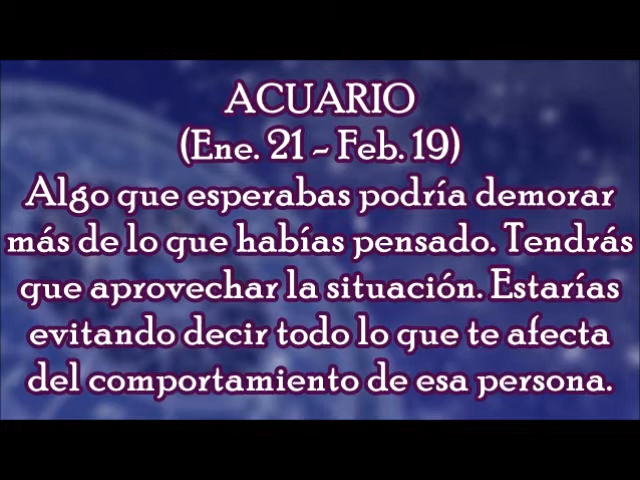 ACUARIO
(Ene. 21 - Feb. 19)
Algo que esperabas podría demorar
más de lo que habías pensado. Tendrás
que aprovechar la situación. Estarías
evitando decir todo lo que te afecta
del comportamiento de esa persona.